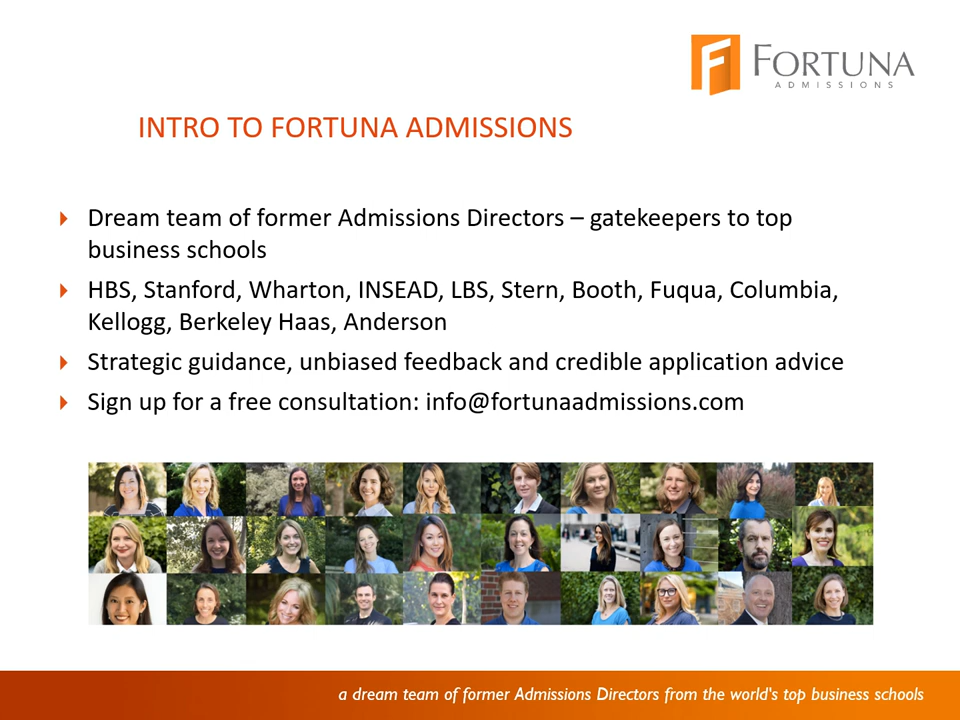 FORTUNA
ADMISSIONS
INTRO TO FORTUNA ADMISSIONS
Dream team of former Admissions Directors – gatekeepers to top
business schools
HBS, Stanford, Wharton, INSEAD, LBS, Stern, Booth, Fuqua, Columbia,
Kellogg, Berkeley Haas, Anderson
Strategic guidance, unbiased feedback and credible application advice
Sign up for a free consultation: info@fortunaadmissions.com
a dream team of former Admissions Directors from the world's top business schools